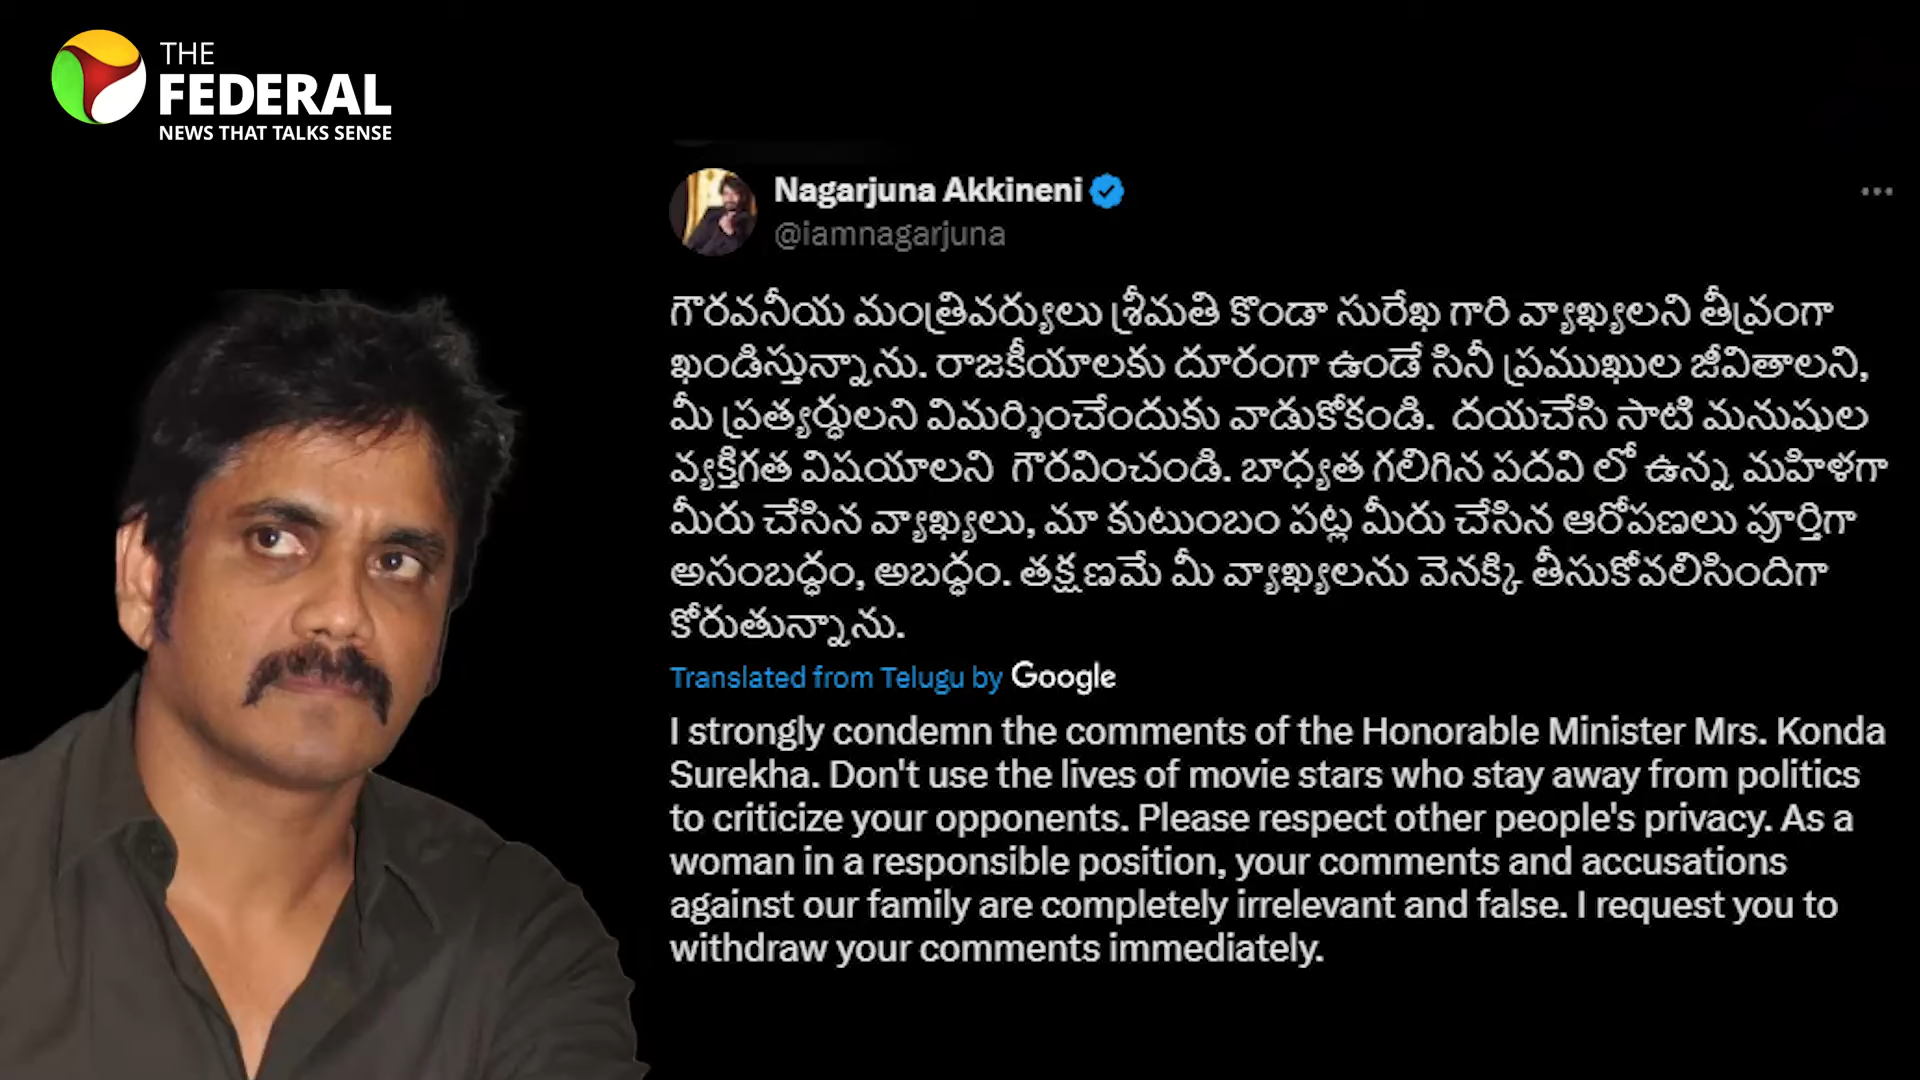 THE
FEDERAL
NEWS THAT TALKS SENSE
Nagarjuna Akkineni
@iamnagarjuna
గౌరవనీయ మంత్రివర్యులు శ్రీమతి కొండా సురేఖ గారి వ్యాఖ్యలని తీవ్రంగా
ఖండిస్తున్నాను. రాజకీయాలకు దూరంగా ఉండే సినీ ప్రముఖుల జీవితాలని,
మీ ప్రత్యర్ధులని విమర్శించేందుకు వాడుకోకండి. దయచేసి సాటి మనుషుల
వ్యక్తిగత విషయాలని గౌరవించండి. బాధ్యత గలిగిన పదవి లో ఉన్న మహిళగా
మీరు చేసిన వ్యాఖ్యలు, మా కుటుంబం పట్ల మీరు చేసిన ఆరోపణలు పూర్తిగా
అసంబద్ధం, అబద్ధం. తక్షణమే మీ వ్యాఖ్యలను వెనక్కి తీసుకోవలిసిందిగా
కోరుతున్నాను.
Translated from Telugu by Google
I strongly condemn the comments of the Honorable Minister Mrs. Konda
Surekha. Don't use the lives of movie stars who stay away from politics
to criticize your opponents. Please respect other people's privacy. As a
woman in a responsible position, your comments and accusations
against our family are completely irrelevant and false. I request you to
withdraw your comments immediately.